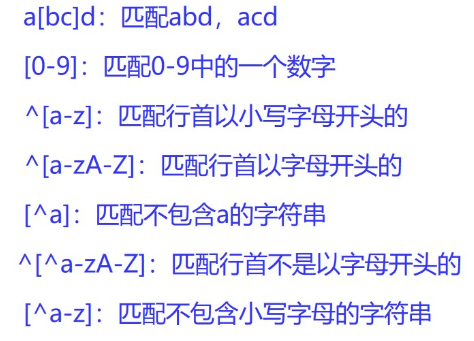 a[bc]d：匹配abd，acd
[0-9]：匹配0-9中的一个数字
^[a-z]：匹配行首以小写字母开头的
^[a-zA-Z]：匹配行首以字母开头的
[^a]：匹配不包含a的字符串
^[^a-zA-Z]：匹配行首不是以字母开头的
[^a-z]：匹配不包含小写字母的字符串